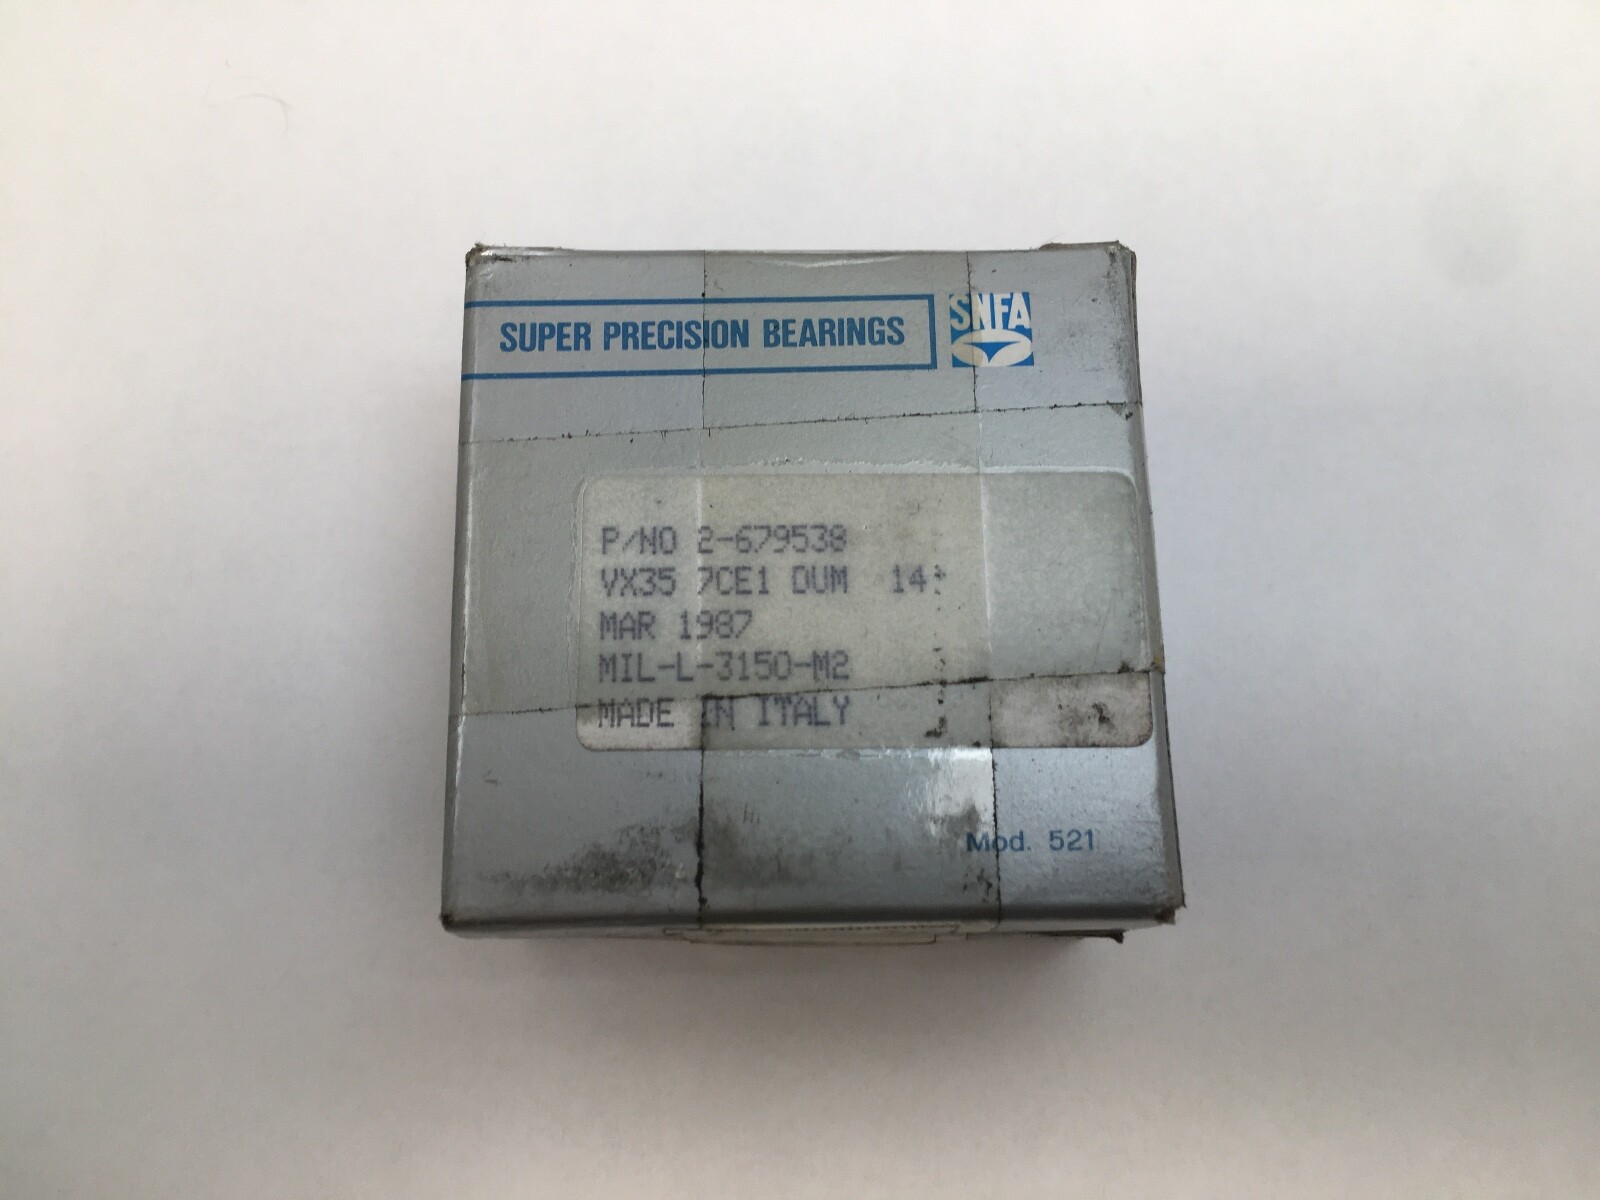 SUPER PRECISION BEARINGS
SNFA
P/NO 2-679538
VX35 7CE1 DUM 14
MAR 1987
MIL-L-3150-M2
MADE IN ITALY
Mod. 521